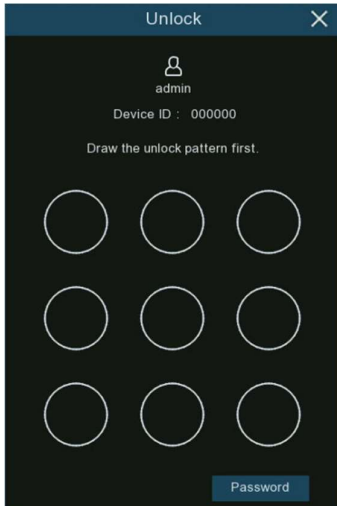 Unlock
admin
Device ID : 000000
Draw the unlock pattern first.
Password